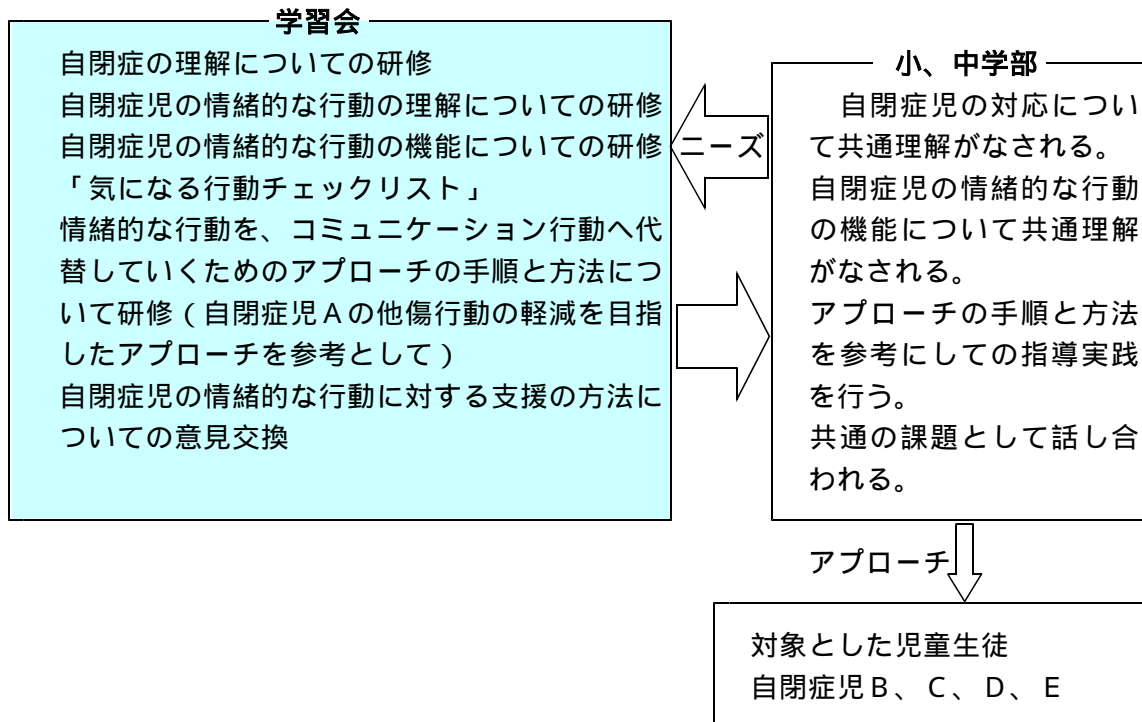 学習会
自閉症の理解についての研修
自閉症児の情緒的な行動の理解についての研修
自閉症児の情緒的な行動の機能についての研修
「気になる行動チェックリスト」
情緒的な行動を、コミュニケーション行動へ代
替していくためのアプローチの手順と方法につ
いて研修（自閉症児Ａの他傷行動の軽減を目指
したアプローチを参考として）
自閉症児の情緒的な行動に対する支援の方法に
ついての意見交換
ニーズ
小、中学部
自閉症児の対応につい
て共通理解がなされる。
自閉症児の情緒的な行動
の機能について共通理解
がなされる。
アプローチの手順と方法
を参考にしての指導実践
を行う。
共通の課題として話し合
われる。
アプローチ
対象とした児童生徒
自閉症児Ｂ、Ｃ、Ｄ、Ｅ